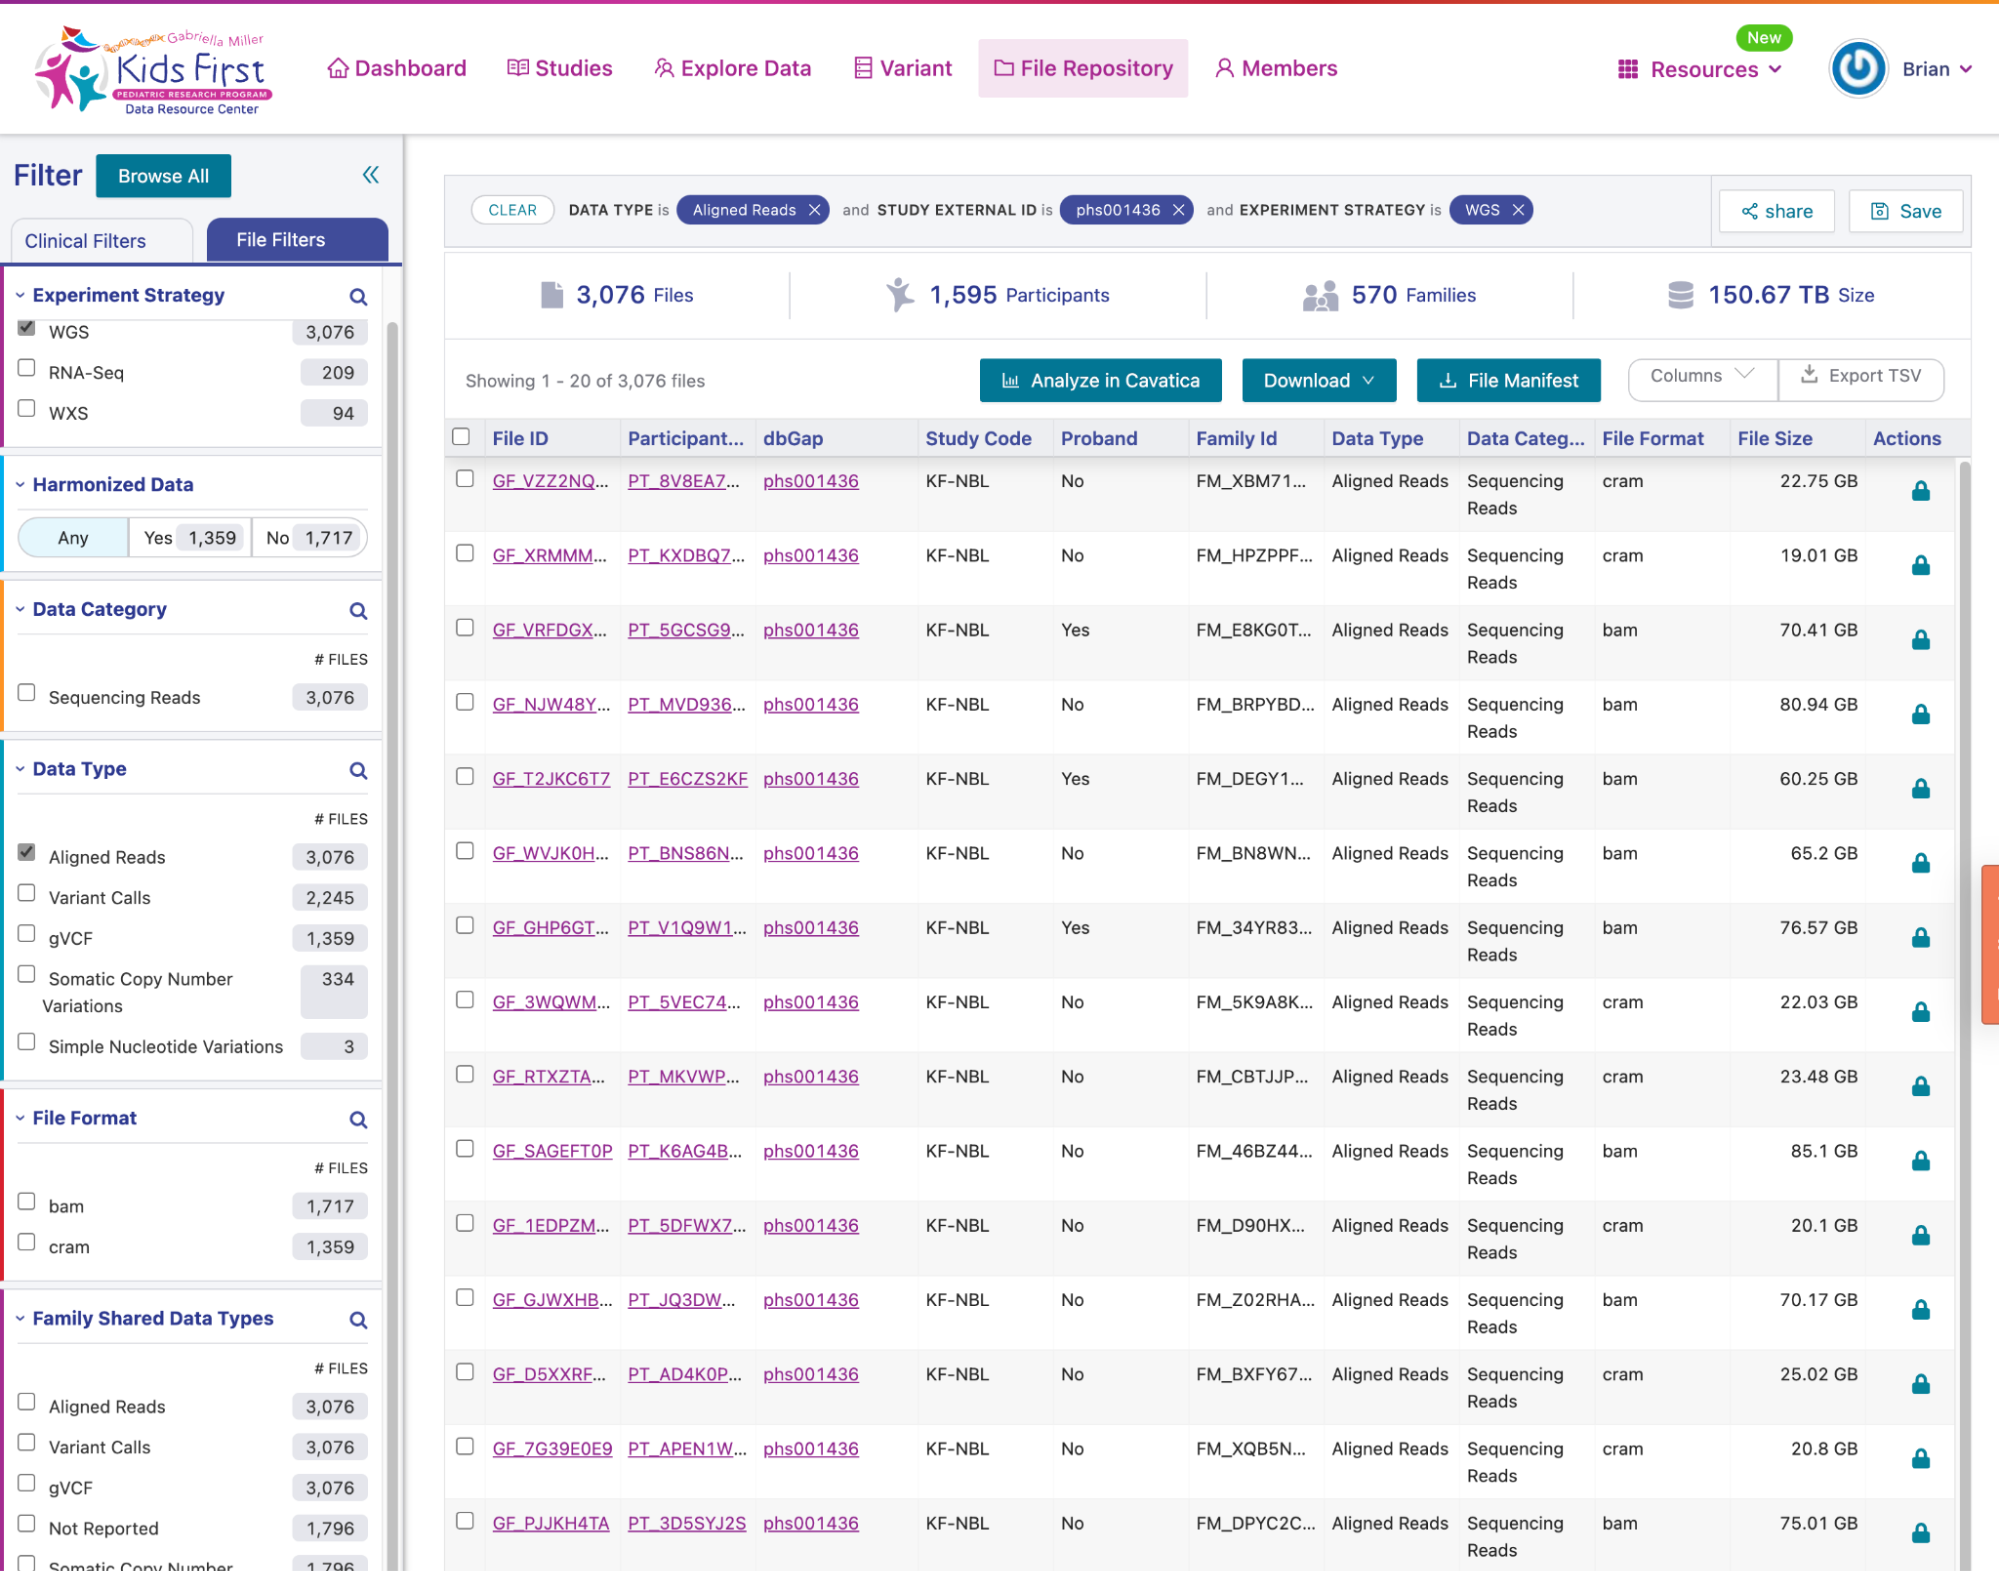 Gabriella Miller
Kids First
PEDIATRIC RESEARCH PROGRAM
Data Resource Center
Dashboard
Studies
Explore Data
Variant
File Repository
Members
New
Resources
Brian
Filter
Browse All
Clinical Filters
File Filters
Experiment Strategy
WGS 3,076
RNA-Seq 209
WXS 94
Harmonized Data
Any Yes 1,359 No 1,717
Data Category
# FILES
Sequencing Reads 3,076
Data Type
# FILES
Aligned Reads 3,076
Variant Calls 2,245
gVCF 1,359
Somatic Copy Number 334
Variations
Simple Nucleotide Variations 3
File Format
# FILES
bam 1,717
cram 1,359
Family Shared Data Types
# FILES
Aligned Reads 3,076
Variant Calls 3,076
gVCF 3,076
Not Reported 1,796
Somatic Copy Number 1,796
CLEAR DATA TYPE is Aligned Reads and STUDY EXTERNAL ID is phs001436 and EXPERIMENT STRATEGY is WGS
share Save
3,076 Files 1,595 Participants 570 Families 150.67 TB Size
Showing 1 - 20 of 3,076 files Analyze in Cavatica Download File Manifest Columns Export TSV
File ID Participant... dbGap Study Code Proband Family Id Data Type Data Categ... File Format File Size Actions
GF_VZZ2NQ... PT_8V8EA7... phs001436 KF-NBL No FM_XBM71... Aligned Reads Sequencing cram 22.75 GB
Reads
GF_XRMMM... PT_KXDBQ7... phs001436 KF-NBL No FM_HPZPPF... Aligned Reads Sequencing cram 19.01 GB
Reads
GF_VRFDGX... PT_5GCSG9... phs001436 KF-NBL Yes FM_E8KG0T... Aligned Reads Sequencing bam 70.41 GB
Reads
GF_NJW48Y... PT_MVD936... phs001436 KF-NBL No FM_BRPYBD... Aligned Reads Sequencing bam 80.94 GB
Reads
GF_T2JKC6T7 PT_E6CZS2KF phs001436 KF-NBL Yes FM_DEGY1... Aligned Reads Sequencing bam 60.25 GB
Reads
GF_WVJK0H... PT_BNS86N... phs001436 KF-NBL No FM_BN8WN... Aligned Reads Sequencing bam 65.2 GB
Reads
GF_GHP6GT... PT_V1Q9W1... phs001436 KF-NBL Yes FM_34YR83... Aligned Reads Sequencing bam 76.57 GB
Reads
GF_3WQWM... PT_5VEC74... phs001436 KF-NBL No FM_5K9A8K... Aligned Reads Sequencing cram 22.03 GB
Reads
GF_RTXZTA... PT_MKVWP... phs001436 KF-NBL No FM_CBTJJP... Aligned Reads Sequencing cram 23.48 GB
Reads
GF_SAGEFT0P PT_K6AG4B... phs001436 KF-NBL No FM_46BZ44... Aligned Reads Sequencing bam 85.1 GB
Reads
GF_1EDPZM... PT_5DFWX7... phs001436 KF-NBL No FM_D90HX... Aligned Reads Sequencing cram 20.1 GB
Reads
GF_GJWXHB... PT_JQ3DW... phs001436 KF-NBL No FM_Z02RHA... Aligned Reads Sequencing bam 70.17 GB
Reads
GF_D5XXRF... PT_AD4K0P... phs001436 KF-NBL No FM_BXFY67... Aligned Reads Sequencing cram 25.02 GB
Reads
GF_7G39E0E9 PT_APEN1W... phs001436 KF-NBL No FM_XQB5N... Aligned Reads Sequencing cram 20.8 GB
Reads
GF_PJJKH4TA PT_3D5SYJ2S phs001436 KF-NBL No FM_DPYC2C... Aligned Reads Sequencing bam 75.01 GB
Reads